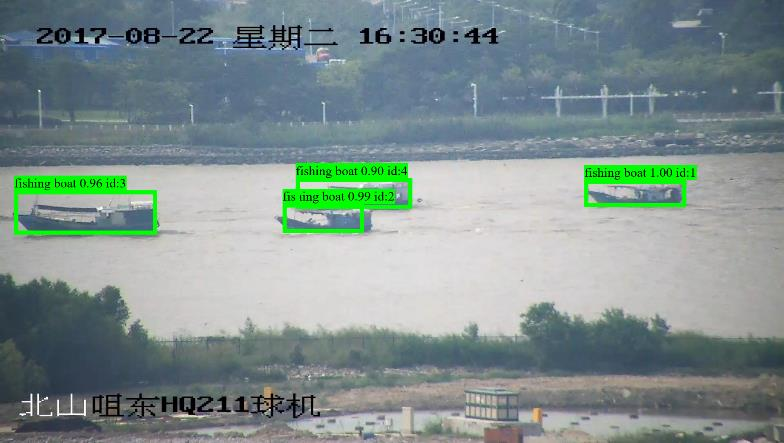 2017-08-22 星期二 16:30:44
fishing boat 0.90 id:4
fishing boat 1.00 id:1
fishing boat 0.96 id:3
fis ing boat 0.99 id:2
北山咀东HQ211球机